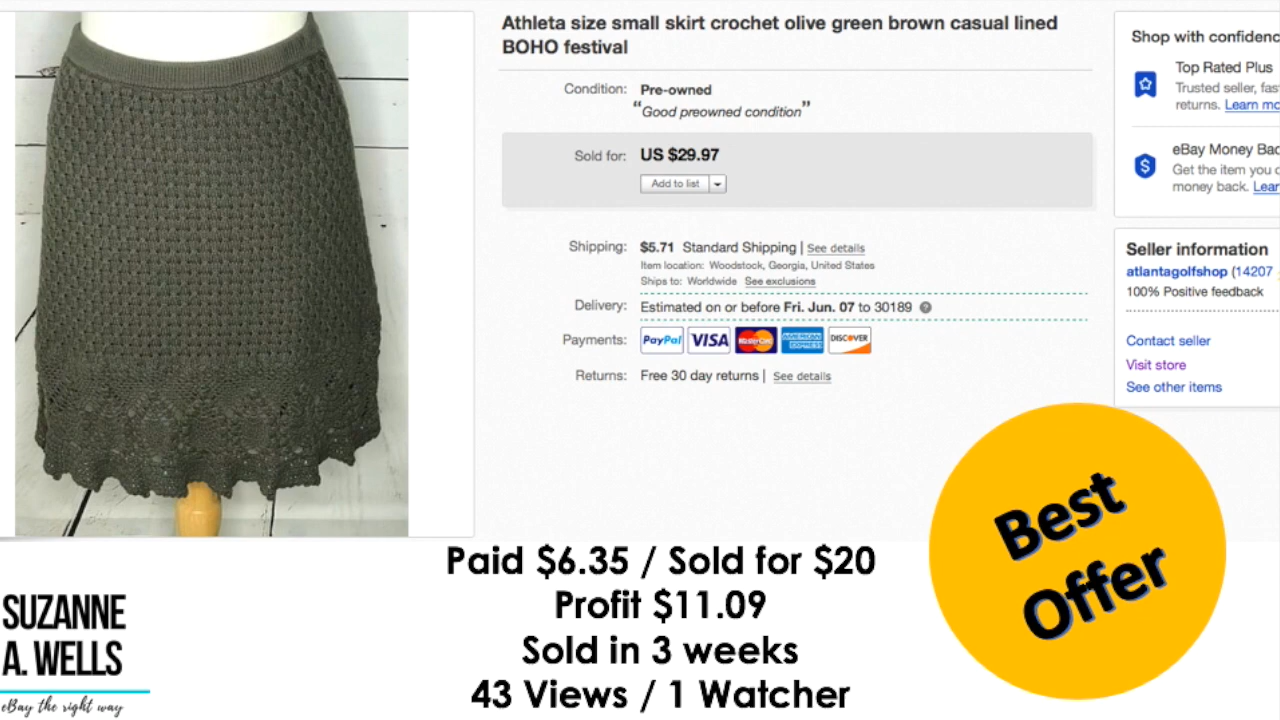 Athleta size small skirt crochet olive green brown casual lined
BOHO festival
Condition: Pre-owned
“Good preowned condition”
Sold for: US $29.97
Add to list
Shipping: $5.71 Standard Shipping | See details
Item location: Woodstock, Georgia, United States
Ships to: Worldwide See exclusions
Delivery: Estimated on or before Fri. Jun. 07 to 30189 ?
Payments: PayPal VISA MasterCard AMERICAN EXPRESS DISCOVER
Returns: Free 30 day returns | See details
Shop with confidenc
Top Rated Plus
Trusted seller, fas
returns. Learn mo
$
eBay Money Bac
Get the item you o
money back. Lear
Seller information
atlantagolfshop (14207
100% Positive feedback
Contact seller
Visit store
See other items
Best
Offer
Paid $6.35 / Sold for $20
Profit $11.09
Sold in 3 weeks
43 Views / 1 Watcher
SUZANNE
A. WELLS
eBay the right way